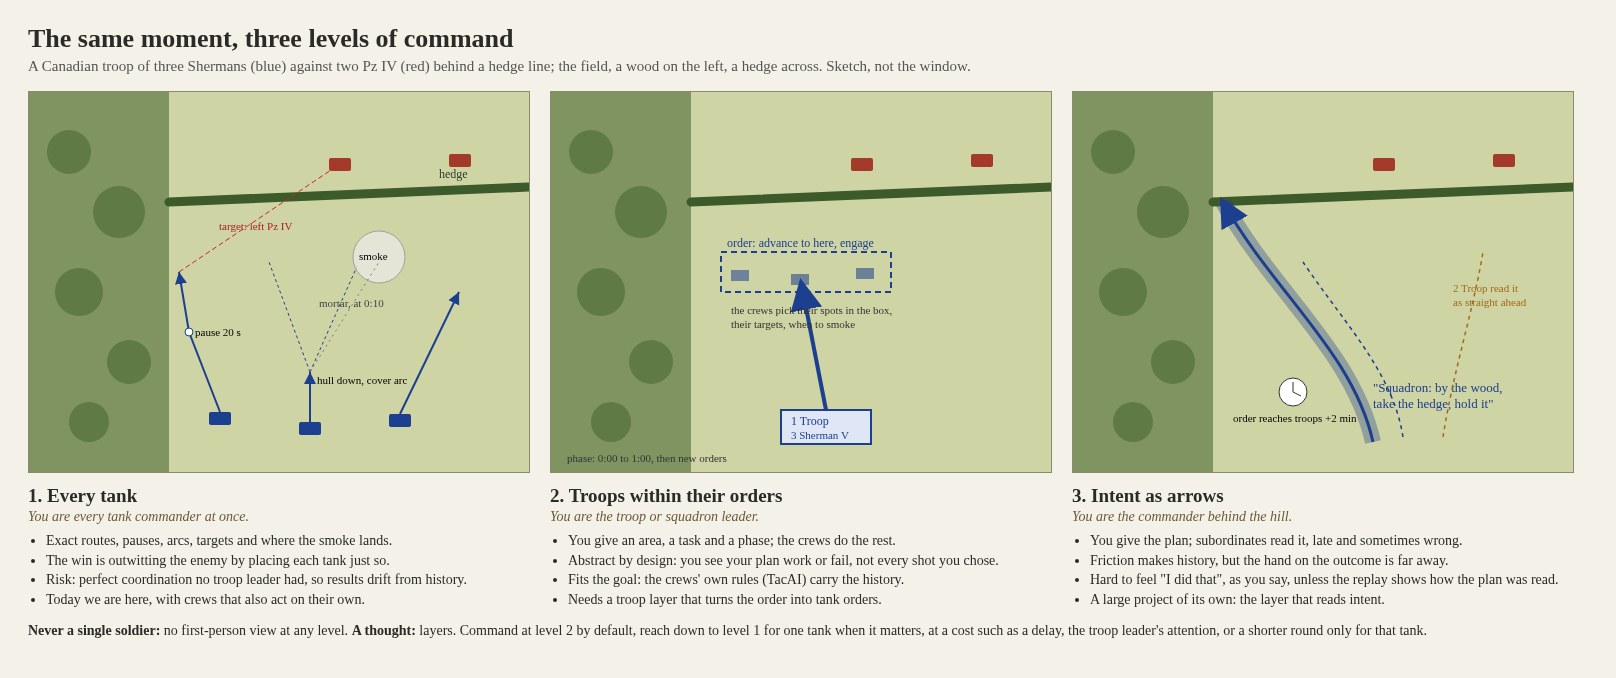 The same moment, three levels of command
A Canadian troop of three Shermans (blue) against two Pz IV (red) behind a hedge line; the field, a wood on the left, a hedge across. Sketch, not the window.
hedge
target: left Pz IV
smoke
mortar, at 0:10
pause 20 s
hull down, cover arc
order: advance to here, engage
the crews pick their spots in the box,
their targets, when to smoke
1 Troop
3 Sherman V
phase: 0:00 to 1:00, then new orders
2 Troop read it
as straight ahead
"Squadron: by the wood,
take the hedge, hold it"
order reaches troops +2 min
1. Every tank
You are every tank commander at once.
• Exact routes, pauses, arcs, targets and where the smoke lands.
• The win is outwitting the enemy by placing each tank just so.
• Risk: perfect coordination no troop leader had, so results drift from history.
• Today we are here, with crews that also act on their own.
2. Troops within their orders
You are the troop or squadron leader.
• You give an area, a task and a phase; the crews do the rest.
• Abstract by design: you see your plan work or fail, not every shot you chose.
• Fits the goal: the crews' own rules (TacAI) carry the history.
• Needs a troop layer that turns the order into tank orders.
3. Intent as arrows
You are the commander behind the hill.
• You give the plan; subordinates read it, late and sometimes wrong.
• Friction makes history, but the hand on the outcome is far away.
• Hard to feel "I did that", as you say, unless the replay shows how the plan was read.
• A large project of its own: the layer that reads intent.
Never a single soldier: no first-person view at any level. A thought: layers. Command at level 2 by default, reach down to level 1 for one tank when it matters, at a cost such as a delay, the troop leader's attention, or a shorter round only for that tank.